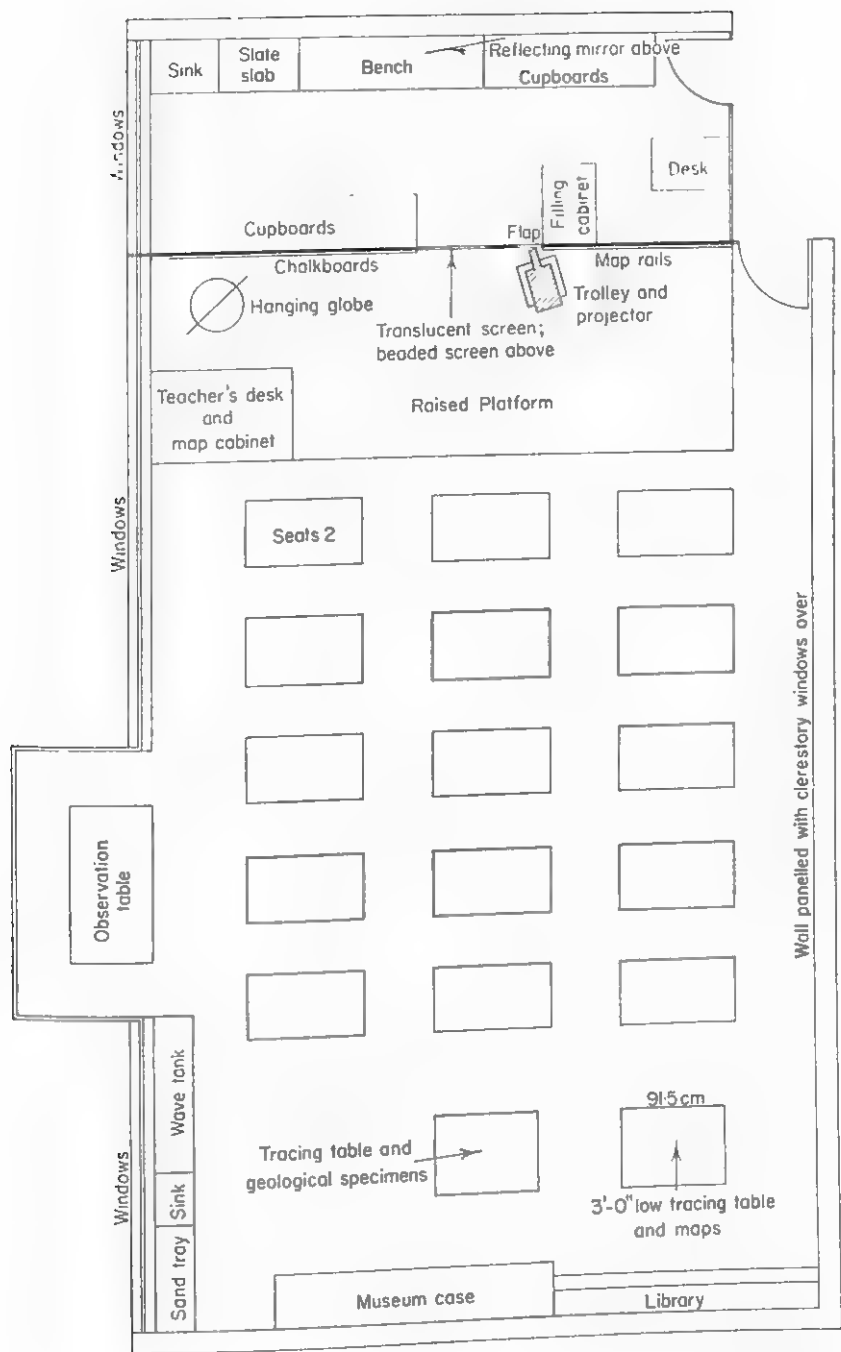 Reflecting mirror above
Sink
Slate
slab
Bench
Cupboards
Windows
Desk
Filling
cabinet
Cupboards
Flap
Chalkboards
Map rails
Hanging globe
Trolley and
projector
Translucent screen;
beaded screen above
Teacher's desk
and
map cabinet
Raised Platform
Windows
Seats 2
Wall panelled with clerestory windows over
Observation
table
Wave tank
91·5 cm
Tracing table and
geological specimens
Windows
Sink
3'-0" low tracing table
and maps
Sand tray
Museum case
Library